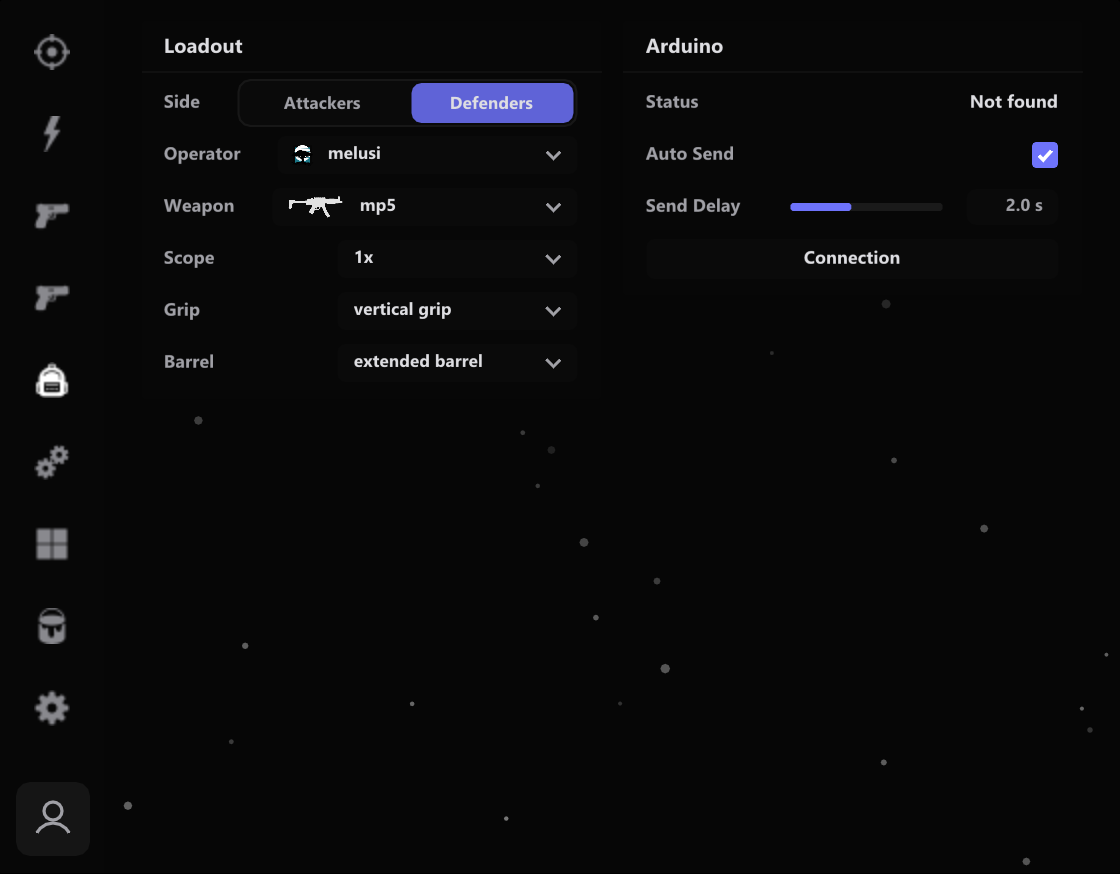 Loadout
Side Attackers Defenders
Operator melusi
Weapon mp5
Scope 1x
Grip vertical grip
Barrel extended barrel
Arduino
Status Not found
Auto Send
Send Delay 2.0 s
Connection